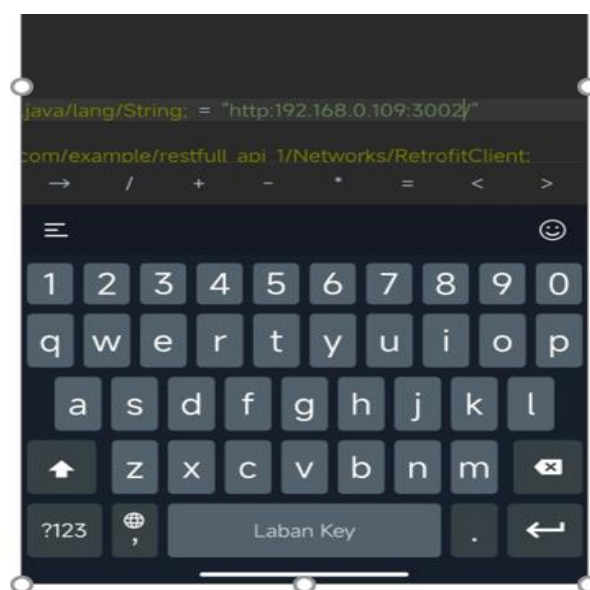 java/lang/String; = "http:192.168.0.109:3002/"
com/example/restfull_api_1/Networks/RetrofitClient;
→ / + - * = < >
1 2 3 4 5 6 7 8 9 0
q w e r t y u i o p
a s d f g h j k l
z x c v b n m
?123 , Laban Key .